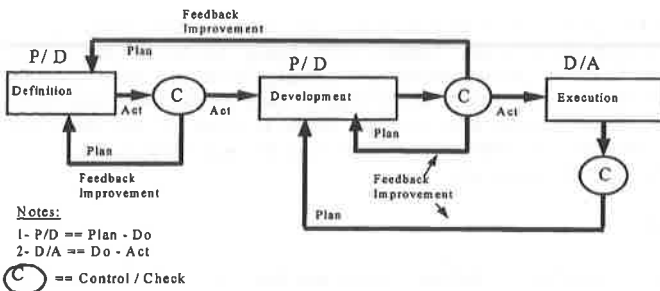 Feedback
Improvement
Plan
P/D
P/D
D/A
Definition
Act
C
Act
Development
C
Act
Execution
Plan
Plan
C
Feedback
Improvement
Feedback
Improvement
Plan
Notes:
1- P/D == Plan - Do
2- D/A == Do - Act
C == Control / Check